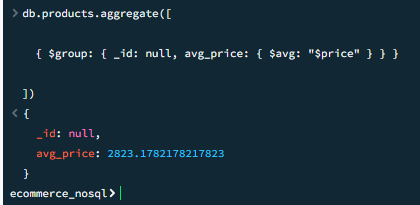 > db.products.aggregate([
{ $group: { _id: null, avg_price: { $avg: "$price" } } }
])
< {
_id: null,
avg_price: 2823.1782178217823
}
ecommerce_nosql>